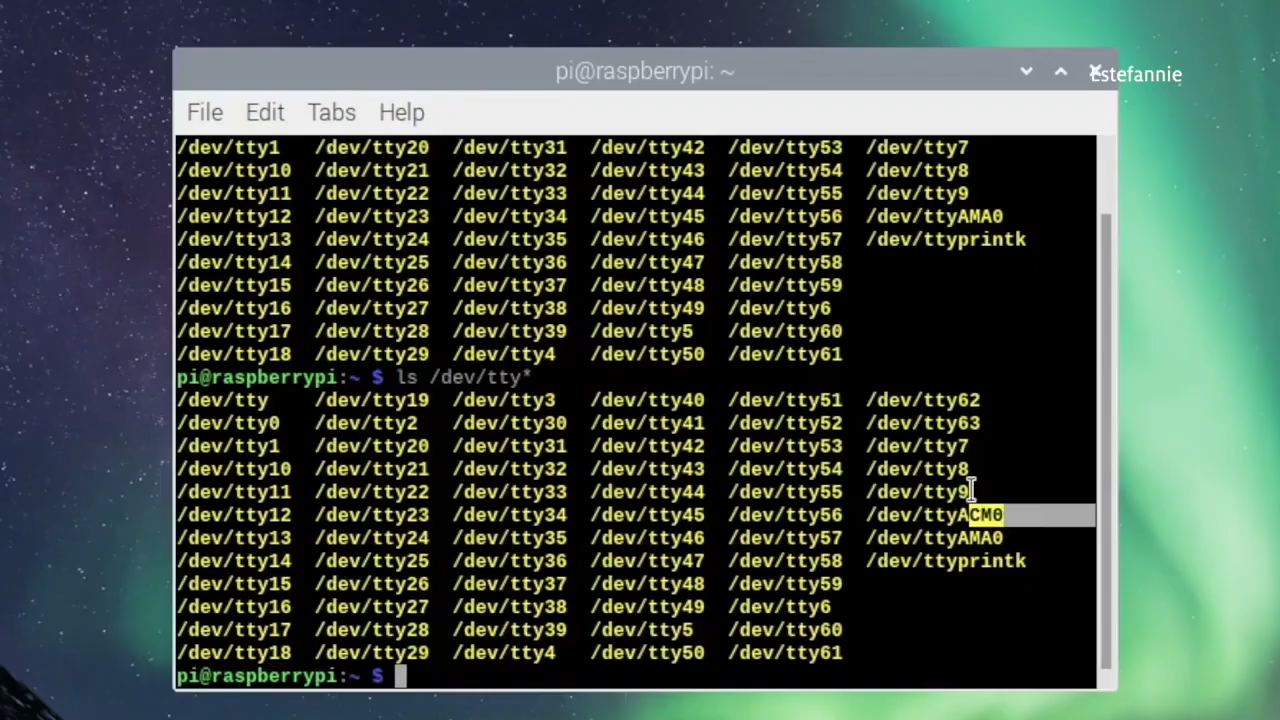 pi@raspberrypi: ~
Estefannie
File Edit Tabs Help
/dev/tty1 /dev/tty20 /dev/tty31 /dev/tty42 /dev/tty53 /dev/tty7
/dev/tty10 /dev/tty21 /dev/tty32 /dev/tty43 /dev/tty54 /dev/tty8
/dev/tty11 /dev/tty22 /dev/tty33 /dev/tty44 /dev/tty55 /dev/tty9
/dev/tty12 /dev/tty23 /dev/tty34 /dev/tty45 /dev/tty56 /dev/ttyAMA0
/dev/tty13 /dev/tty24 /dev/tty35 /dev/tty46 /dev/tty57 /dev/ttyprintk
/dev/tty14 /dev/tty25 /dev/tty36 /dev/tty47 /dev/tty58
/dev/tty15 /dev/tty26 /dev/tty37 /dev/tty48 /dev/tty59
/dev/tty16 /dev/tty27 /dev/tty38 /dev/tty49 /dev/tty6
/dev/tty17 /dev/tty28 /dev/tty39 /dev/tty5 /dev/tty60
/dev/tty18 /dev/tty29 /dev/tty4 /dev/tty50 /dev/tty61
pi@raspberrypi:~ $ ls /dev/tty*
/dev/tty /dev/tty19 /dev/tty3 /dev/tty40 /dev/tty51 /dev/tty62
/dev/tty0 /dev/tty2 /dev/tty30 /dev/tty41 /dev/tty52 /dev/tty63
/dev/tty1 /dev/tty20 /dev/tty31 /dev/tty42 /dev/tty53 /dev/tty7
/dev/tty10 /dev/tty21 /dev/tty32 /dev/tty43 /dev/tty54 /dev/tty8
/dev/tty11 /dev/tty22 /dev/tty33 /dev/tty44 /dev/tty55 /dev/tty9
/dev/tty12 /dev/tty23 /dev/tty34 /dev/tty45 /dev/tty56 /dev/ttyACM0
/dev/tty13 /dev/tty24 /dev/tty35 /dev/tty46 /dev/tty57 /dev/ttyAMA0
/dev/tty14 /dev/tty25 /dev/tty36 /dev/tty47 /dev/tty58 /dev/ttyprintk
/dev/tty15 /dev/tty26 /dev/tty37 /dev/tty48 /dev/tty59
/dev/tty16 /dev/tty27 /dev/tty38 /dev/tty49 /dev/tty6
/dev/tty17 /dev/tty28 /dev/tty39 /dev/tty5 /dev/tty60
/dev/tty18 /dev/tty29 /dev/tty4 /dev/tty50 /dev/tty61
pi@raspberrypi:~ $